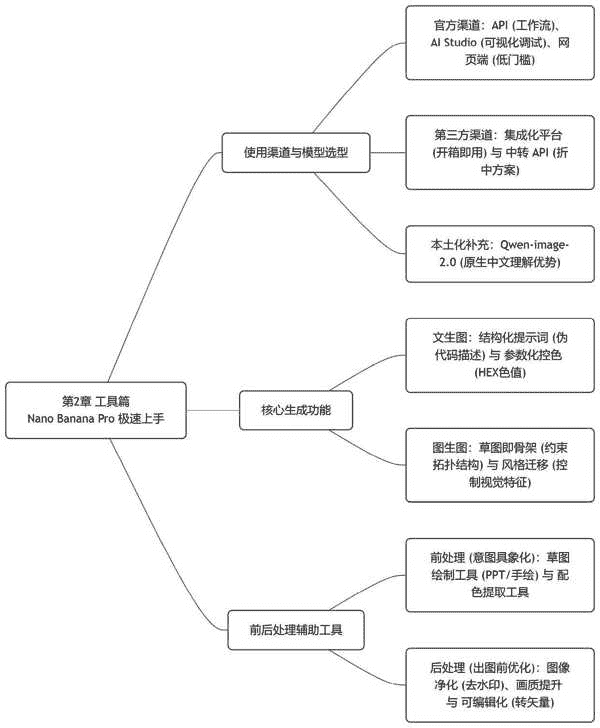 官方渠道：API (工作流)、
AI Studio (可视化调试)、网
页端 (低门槛)
使用渠道与模型选型
第三方渠道：集成化平台
(开箱即用) 与 中转 API (折
中方案)
本土化补充：Qwen-image-
2.0 (原生中文理解优势)
第2章 工具篇
Nano Banana Pro 极速上手
核心生成功能
文生图：结构化提示词 (伪
代码描述) 与 参数化控色
(HEX色值)
图生图：草图即骨架 (约束
拓扑结构) 与 风格迁移 (控
制视觉特征)
前后处理辅助工具
前处理 (意图具象化)：草图
绘制工具 (PPT/手绘) 与 配
色提取工具
后处理 (出图前优化)：图像
净化 (去水印)、画质提升
与 可编辑化 (转矢量)